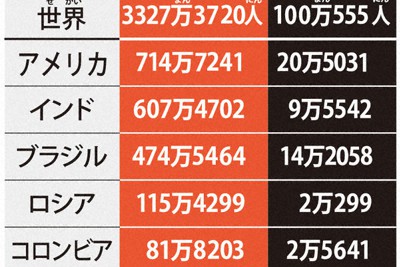 世界 3327万3720人 100万555人
アメリカ 714万7241 20万5031
インド 607万4702 9万5542
ブラジル 474万5464 14万2058
ロシア 115万4299 2万299
コロンビア 81万8203 2万5641